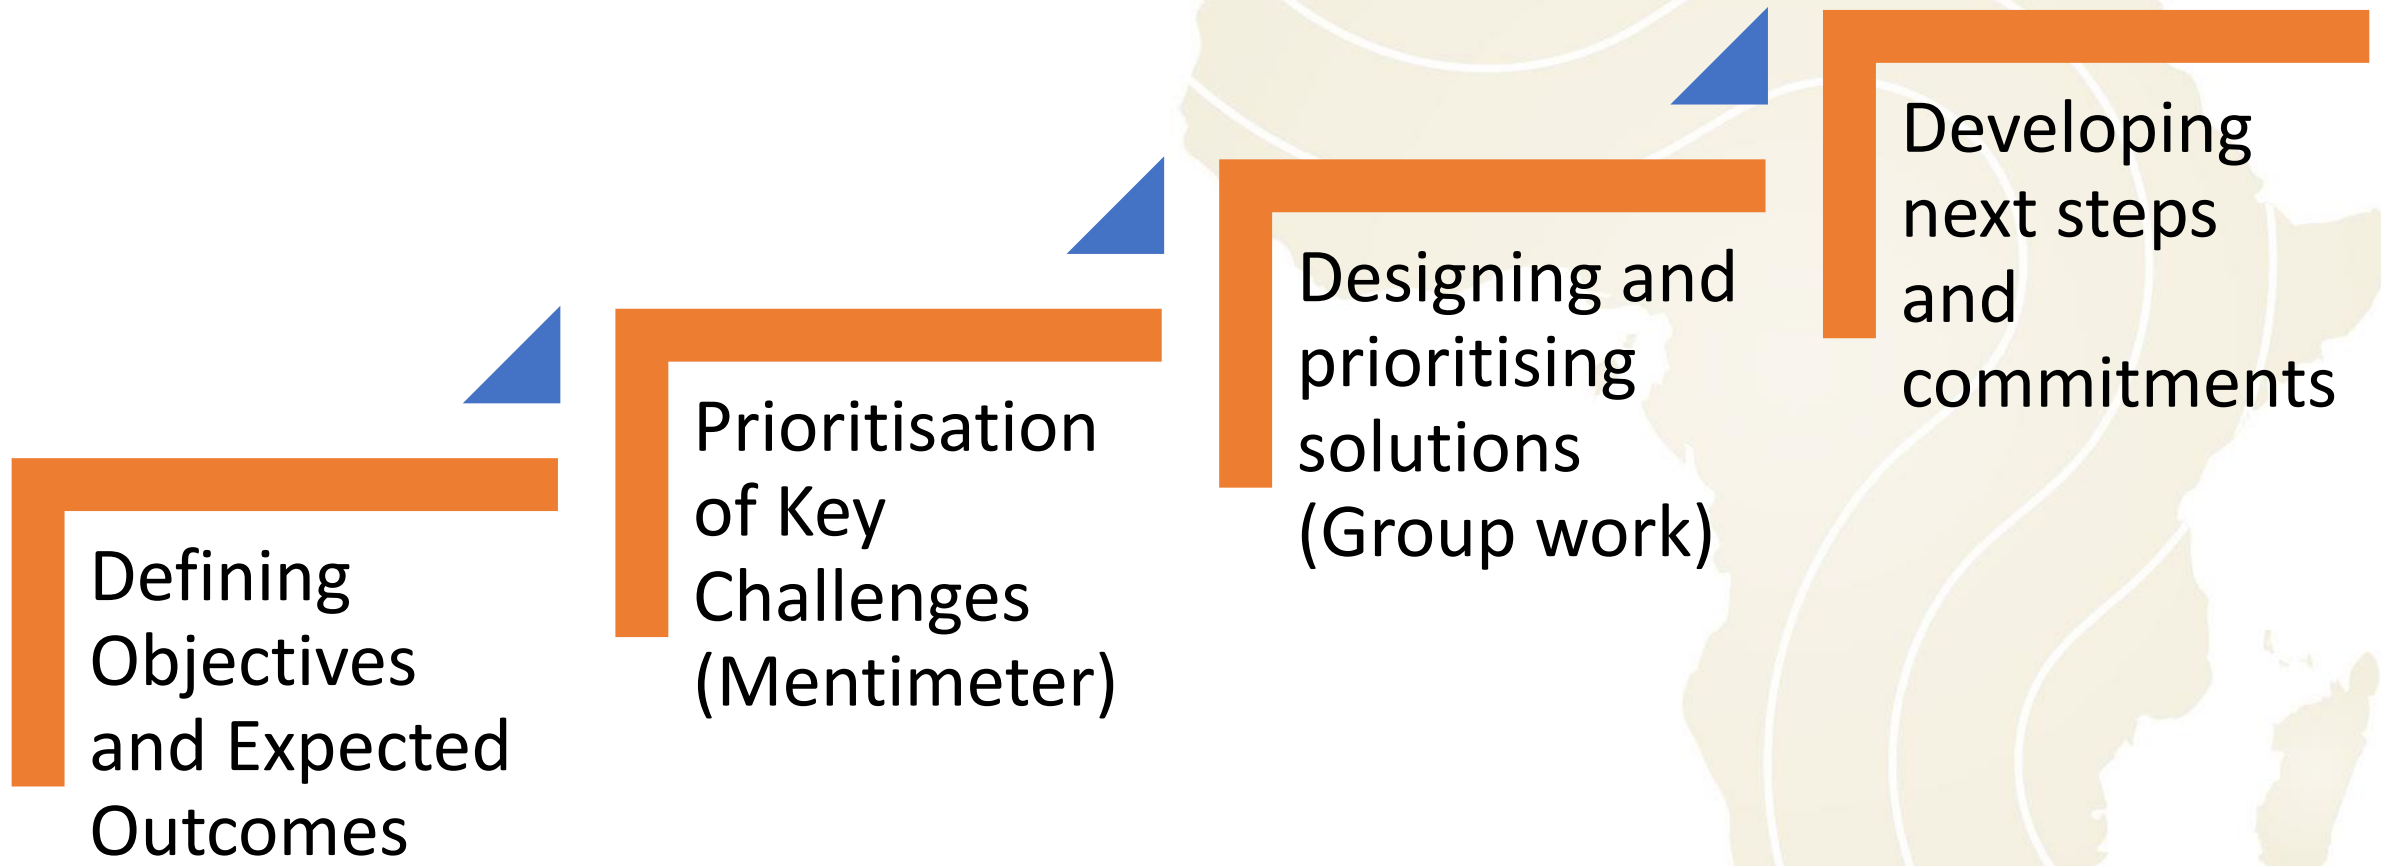 Defining
Objectives
and Expected
Outcomes
Prioritisation
of Key
Challenges
(Mentimeter)
Designing and
prioritising
solutions
(Group work)
Developing
next steps
and
commitments